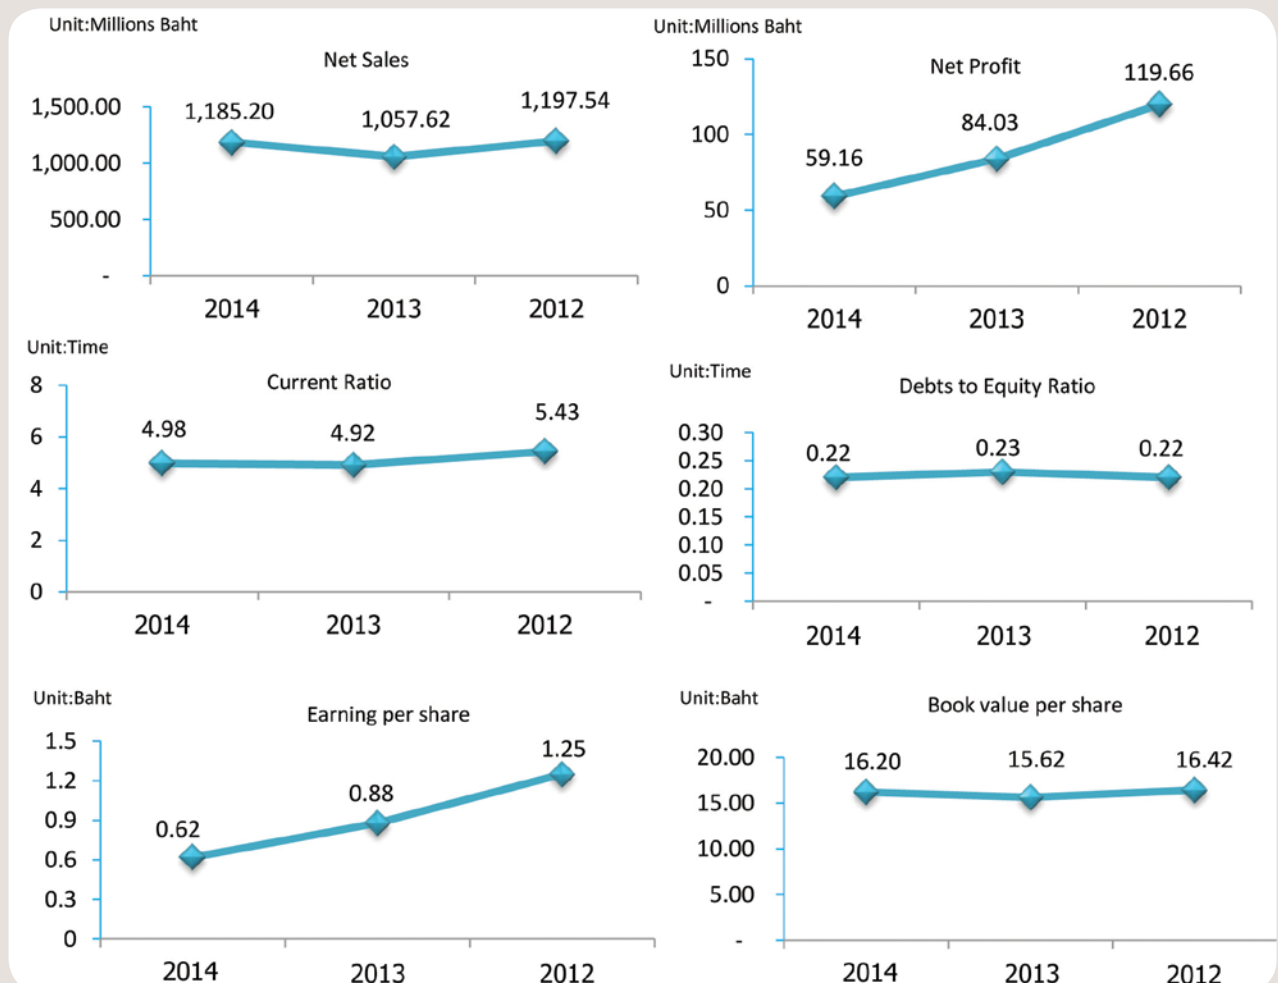 Unit:Millions Baht
Net Sales
1,500.00
1,000.00
500.00
-
1,185.20
1,057.62
1,197.54
2014 2013 2012
Unit:Millions Baht
Net Profit
150
100
50
0
59.16
84.03
119.66
2014 2013 2012
Unit:Time
Current Ratio
8
6
4
2
0
4.98
4.92
5.43
2014 2013 2012
Unit:Time
Debts to Equity Ratio
0.30
0.25
0.20
0.15
0.10
0.05
-
0.22
0.23
0.22
2014 2013 2012
Unit:Baht
Earning per share
1.5
1.2
0.9
0.6
0.3
0
0.62
0.88
1.25
2014 2013 2012
Unit:Baht
Book value per share
20.00
15.00
10.00
5.00
-
16.20
15.62
16.42
2014 2013 2012